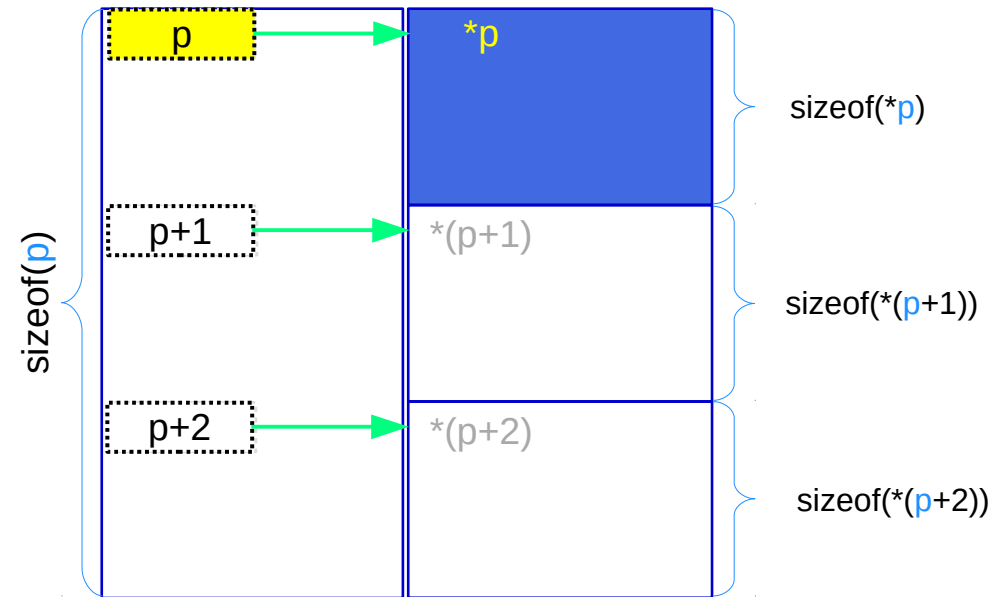 p
*p
sizeof(*p)
p+1
*(p+1)
sizeof(p)
sizeof(*(p+1))
p+2
*(p+2)
sizeof(*(p+2))